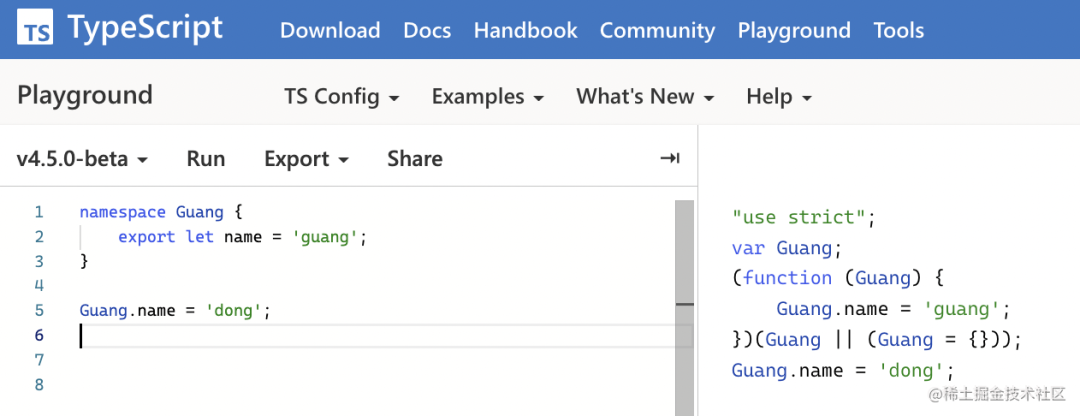 TS TypeScript Download Docs Handbook Community Playground Tools
Playground TS Config Examples What's New Help
v4.5.0-beta Run Export Share
1 namespace Guang {
2     export let name = 'guang';
3 }
4
5 Guang.name = 'dong';
6
7
8
"use strict";
var Guang;
(function (Guang) {
    Guang.name = 'guang';
})(Guang || (Guang = {}));
Guang.name = 'dong';
@稀土掘金技术社区